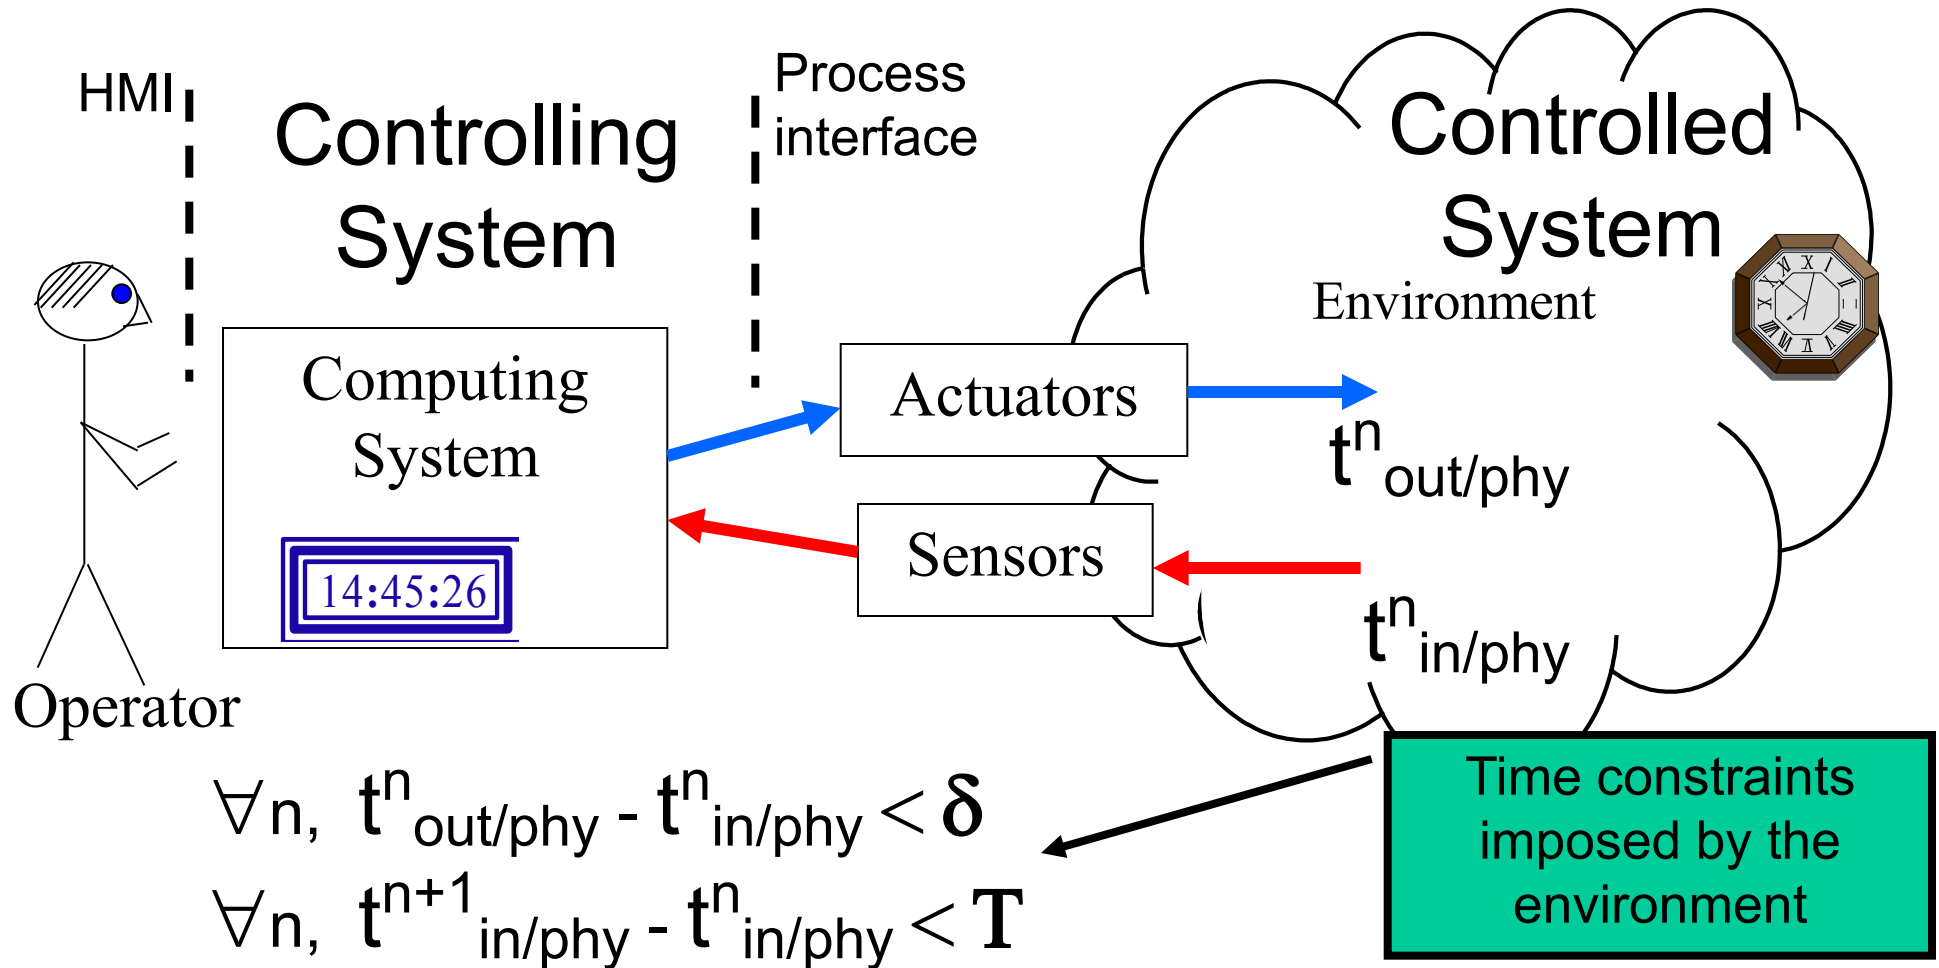 HMI
Controlling
System
Process
interface
Controlled
System
Environment
Computing
System
14:45:26
Actuators
Sensors
tⁿout/phy
tⁿin/phy
Operator
∀n, tⁿout/phy - tⁿin/phy < δ
∀n, tⁿ⁺¹in/phy - tⁿin/phy < T
Time constraints
imposed by the
environment